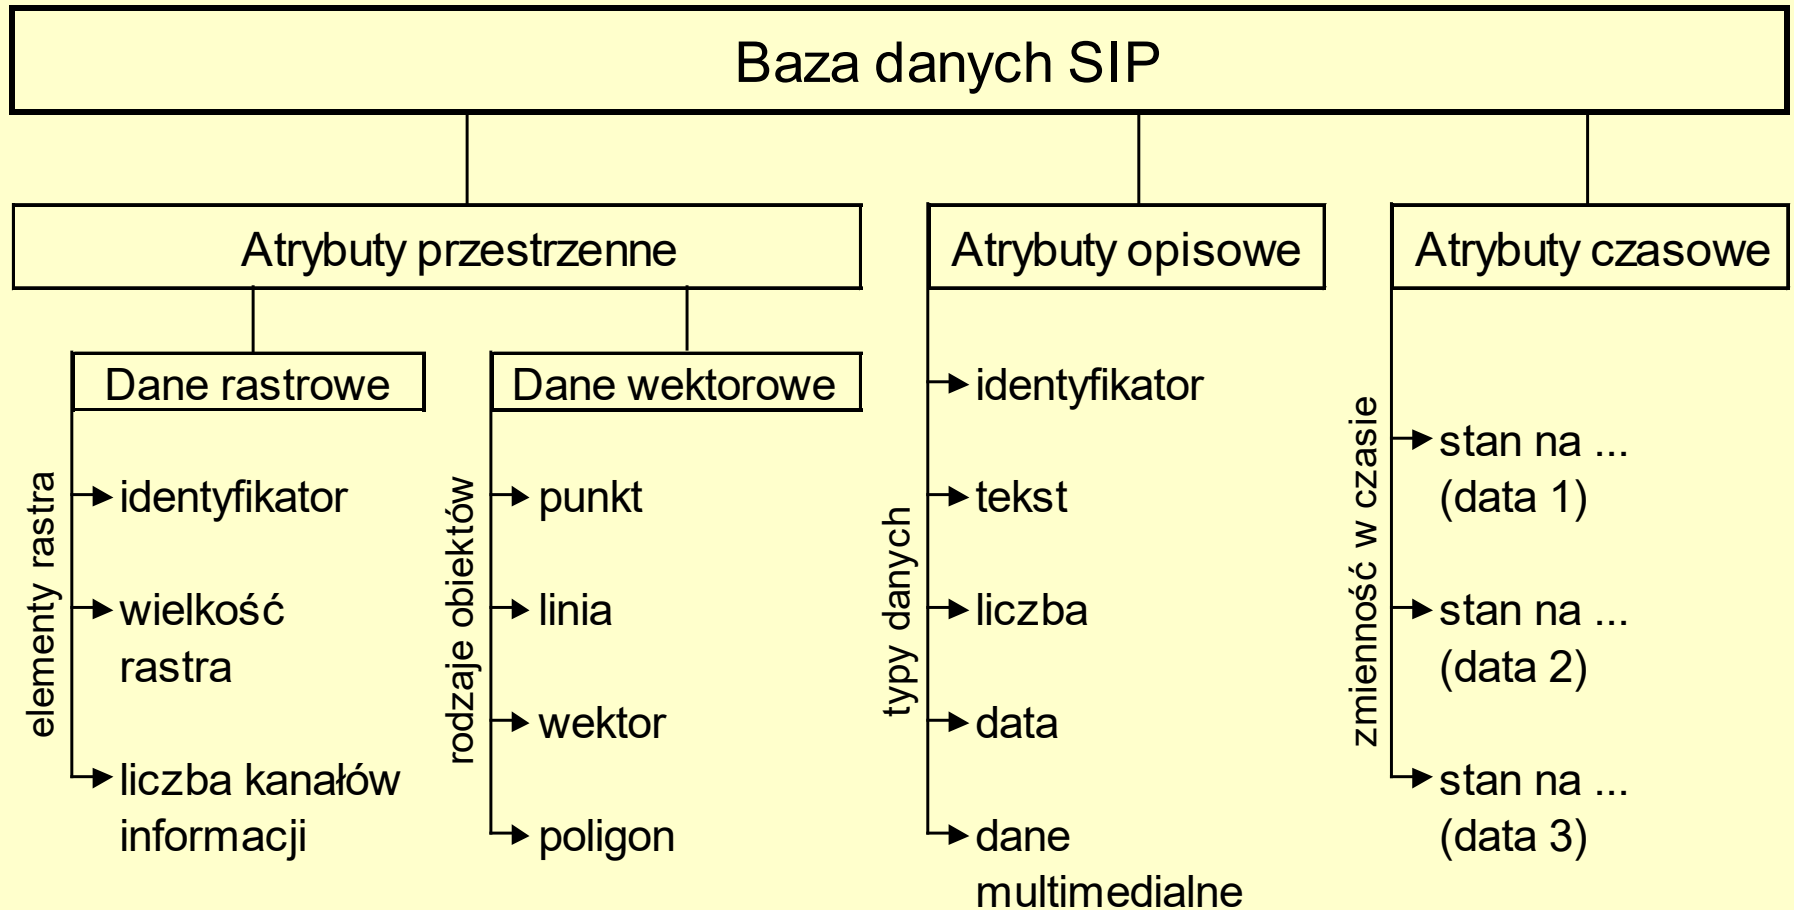 Baza danych SIP
Atrybuty przestrzenne
Dane rastrowe
elementy rastra
identyfikator
wielkość
rastra
liczba kanałów
informacji
Dane wektorowe
rodzaje obiektów
punkt
linia
wektor
poligon
Atrybuty opisowe
typy danych
identyfikator
tekst
liczba
data
dane
multimedialne
Atrybuty czasowe
zmienność w czasie
stan na ...
(data 1)
stan na ...
(data 2)
stan na ...
(data 3)